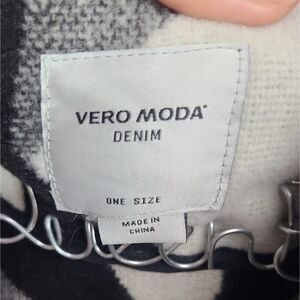 VERO MODA
DENIM
ONE SIZE
MADE IN
CHINA